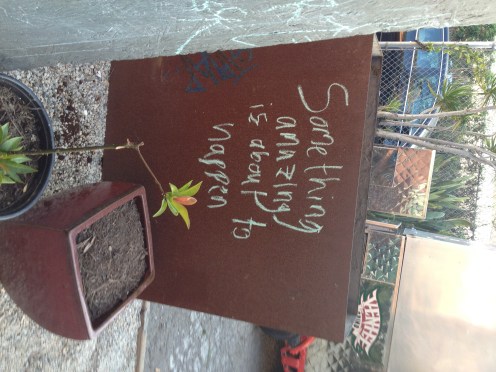 Something
amazing
is about to
happen